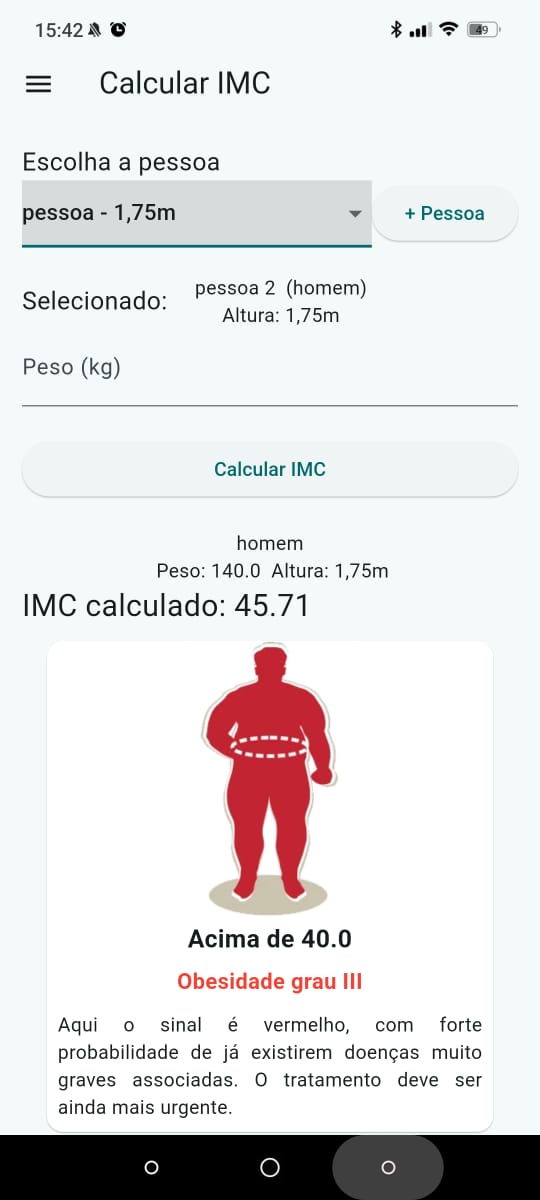 15:42
49
Calcular IMC
Escolha a pessoa
pessoa - 1,75m
+ Pessoa
Selecionado:
pessoa 2 (homem)
Altura: 1,75m
Peso (kg)
Calcular IMC
homem
Peso: 140.0 Altura: 1,75m
IMC calculado: 45.71
Acima de 40.0
Obesidade grau III
Aqui o sinal é vermelho, com forte
probabilidade de já existirem doenças muito
graves associadas. O tratamento deve ser
ainda mais urgente.